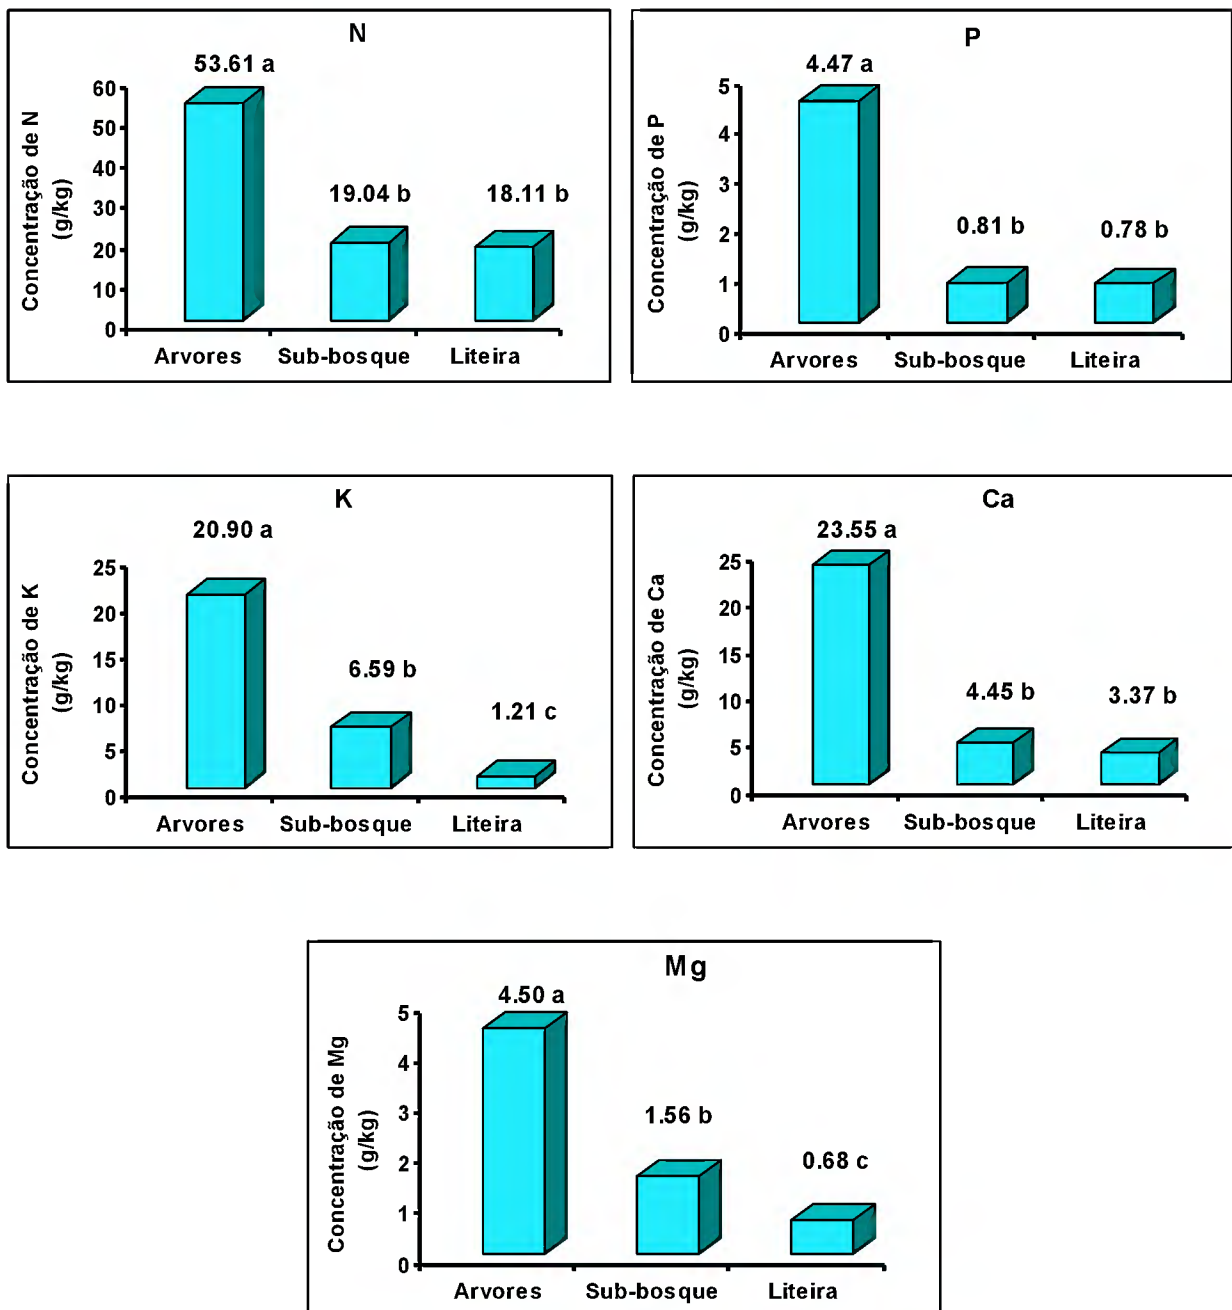 N
53.61 a
60
50
40
30
20
10
0
19.04 b
18.11 b
Concentração de N
(g/kg)
Arvores Sub-bosque Liteira
P
4.47 a
5
4
3
2
1
0
0.81 b
0.78 b
Concentração de P
(g/kg)
Arvores Sub-bosque Liteira
K
20.90 a
25
20
15
10
5
0
6.59 b
1.21 c
Concentração de K
(g/kg)
Arvores Sub-bosque Liteira
Ca
23.55 a
25
20
15
10
5
0
4.45 b
3.37 b
Concentração de Ca
(g/kg)
Arvores Sub-bosque Liteira
Mg
4.50 a
5
4
3
2
1
0
1.56 b
0.68 c
Concentração de Mg
(g/kg)
Arvores Sub-bosque Liteira